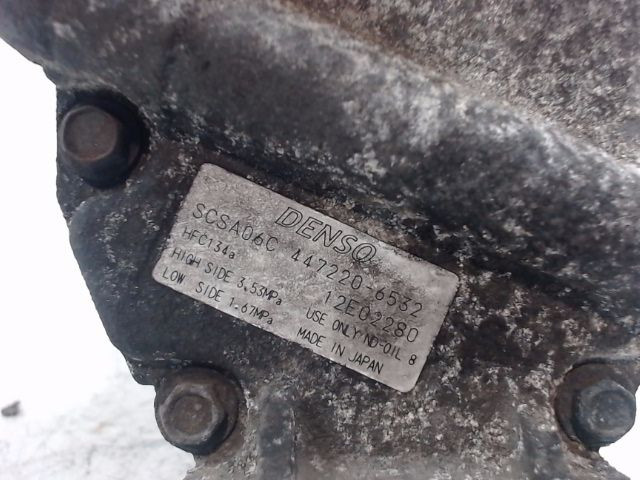 DENSO
SCSA06C 447220-6532
HFC134a 12E02280
HIGH SIDE 3.53MPa USE ONLY ND-OIL 8
LOW SIDE 1.67MPa MADE IN JAPAN